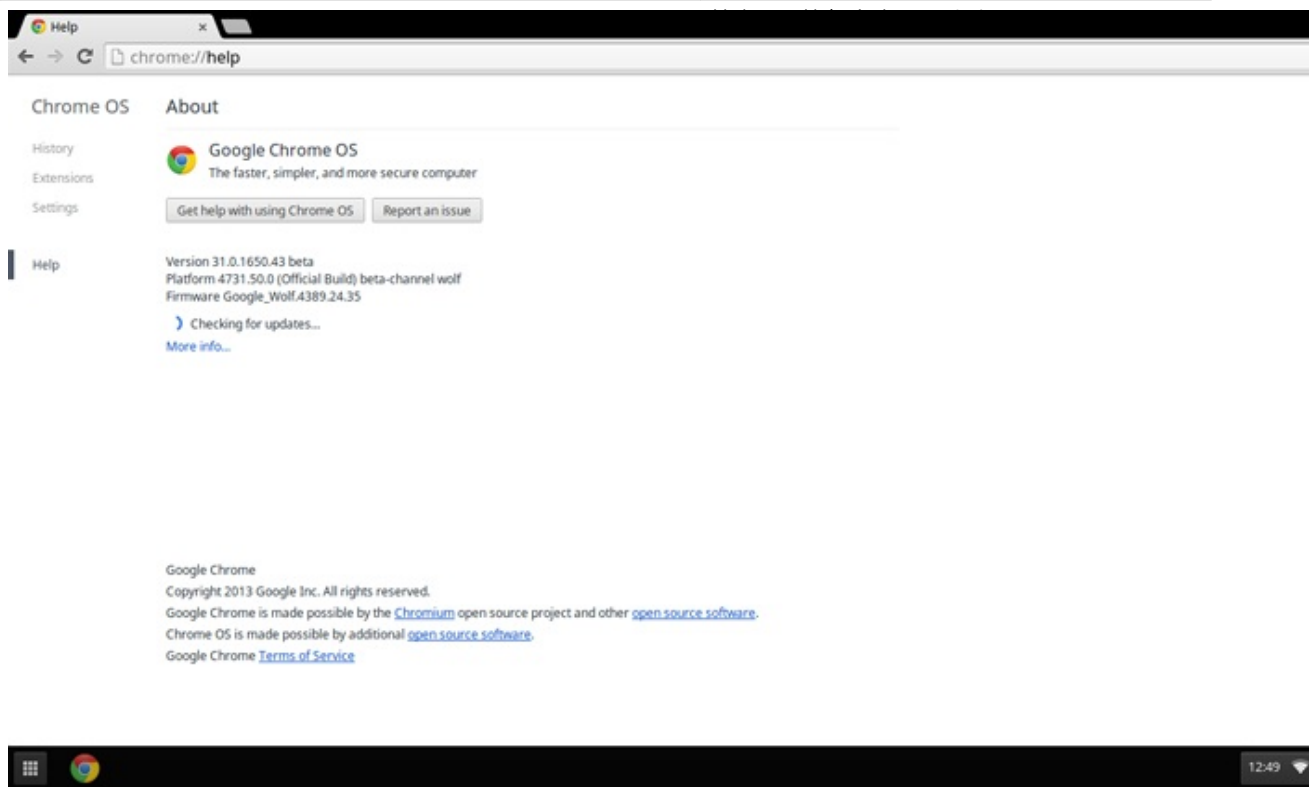 Help
chrome://help
Chrome OS
About
History
Extensions
Settings
Help
Google Chrome OS
The faster, simpler, and more secure computer
Get help with using Chrome OS
Report an issue
Version 31.0.1650.43 beta
Platform 4731.50.0 (Official Build) beta-channel wolf
Firmware Google_Wolf.4389.24.35
Checking for updates...
More info...
Google Chrome
Copyright 2013 Google Inc. All rights reserved.
Google Chrome is made possible by the Chromium open source project and other open source software.
Chrome OS is made possible by additional open source software.
Google Chrome Terms of Service
12:49